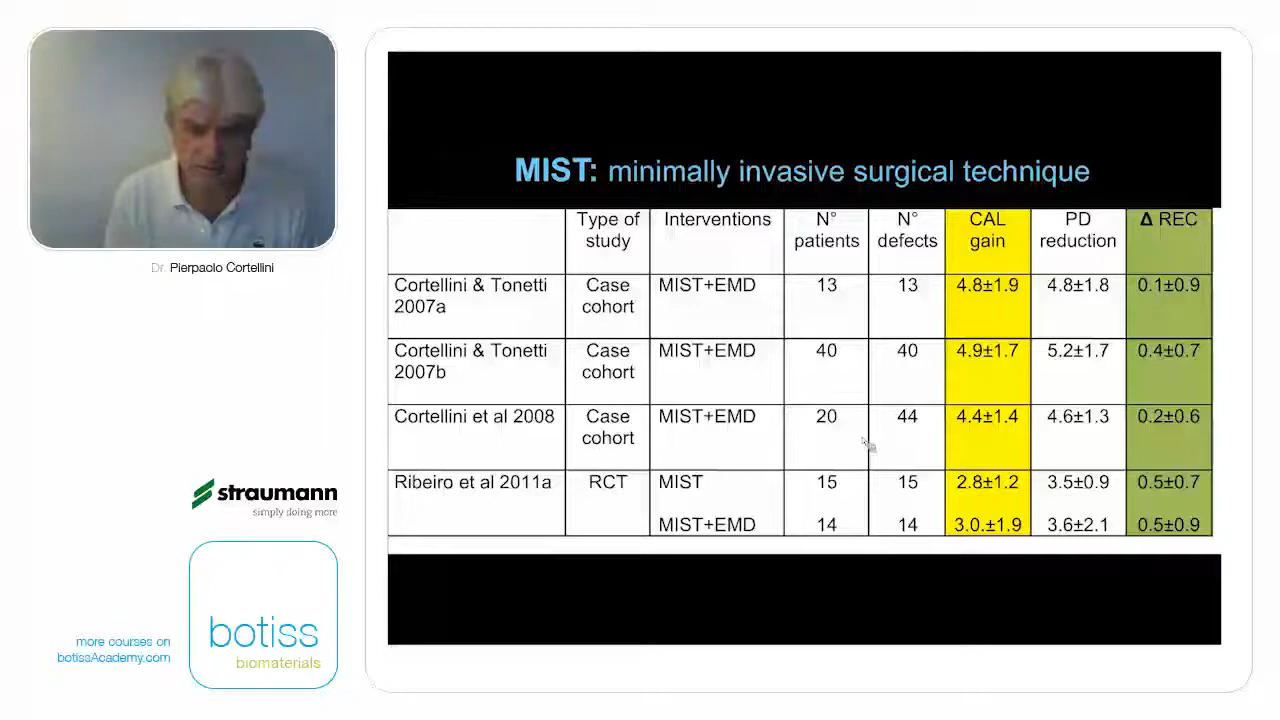 Dr. Pierpaolo Cortellini
straumann
simply doing more
botiss
biomaterials
more courses on
botissAcademy.com
MIST: minimally invasive surgical technique
Type of study
Interventions
N° patients
N° defects
CAL gain
PD reduction
Δ REC
Cortellini & Tonetti 2007a
Case cohort
MIST+EMD
13
13
4.8±1.9
4.8±1.8
0.1±0.9
Cortellini & Tonetti 2007b
Case cohort
MIST+EMD
40
40
4.9±1.7
5.2±1.7
0.4±0.7
Cortellini et al 2008
Case cohort
MIST+EMD
20
44
4.4±1.4
4.6±1.3
0.2±0.6
Ribeiro et al 2011a
RCT
MIST
15
15
2.8±1.2
3.5±0.9
0.5±0.7
MIST+EMD
14
14
3.0.±1.9
3.6±2.1
0.5±0.9